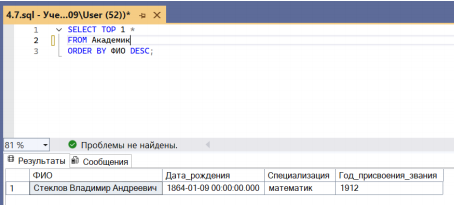 4.7.sql - Уче...09\User (52))*
1 SELECT TOP 1 *
2 FROM Академик
3 ORDER BY ФИО DESC;
81 % Проблемы не найдены.
Результаты Сообщения
ФИО Дата_рождения Специализация Год_присвоения_звания
1 Стеклов Владимир Андреевич 1864-01-09 00:00:00.000 математик 1912